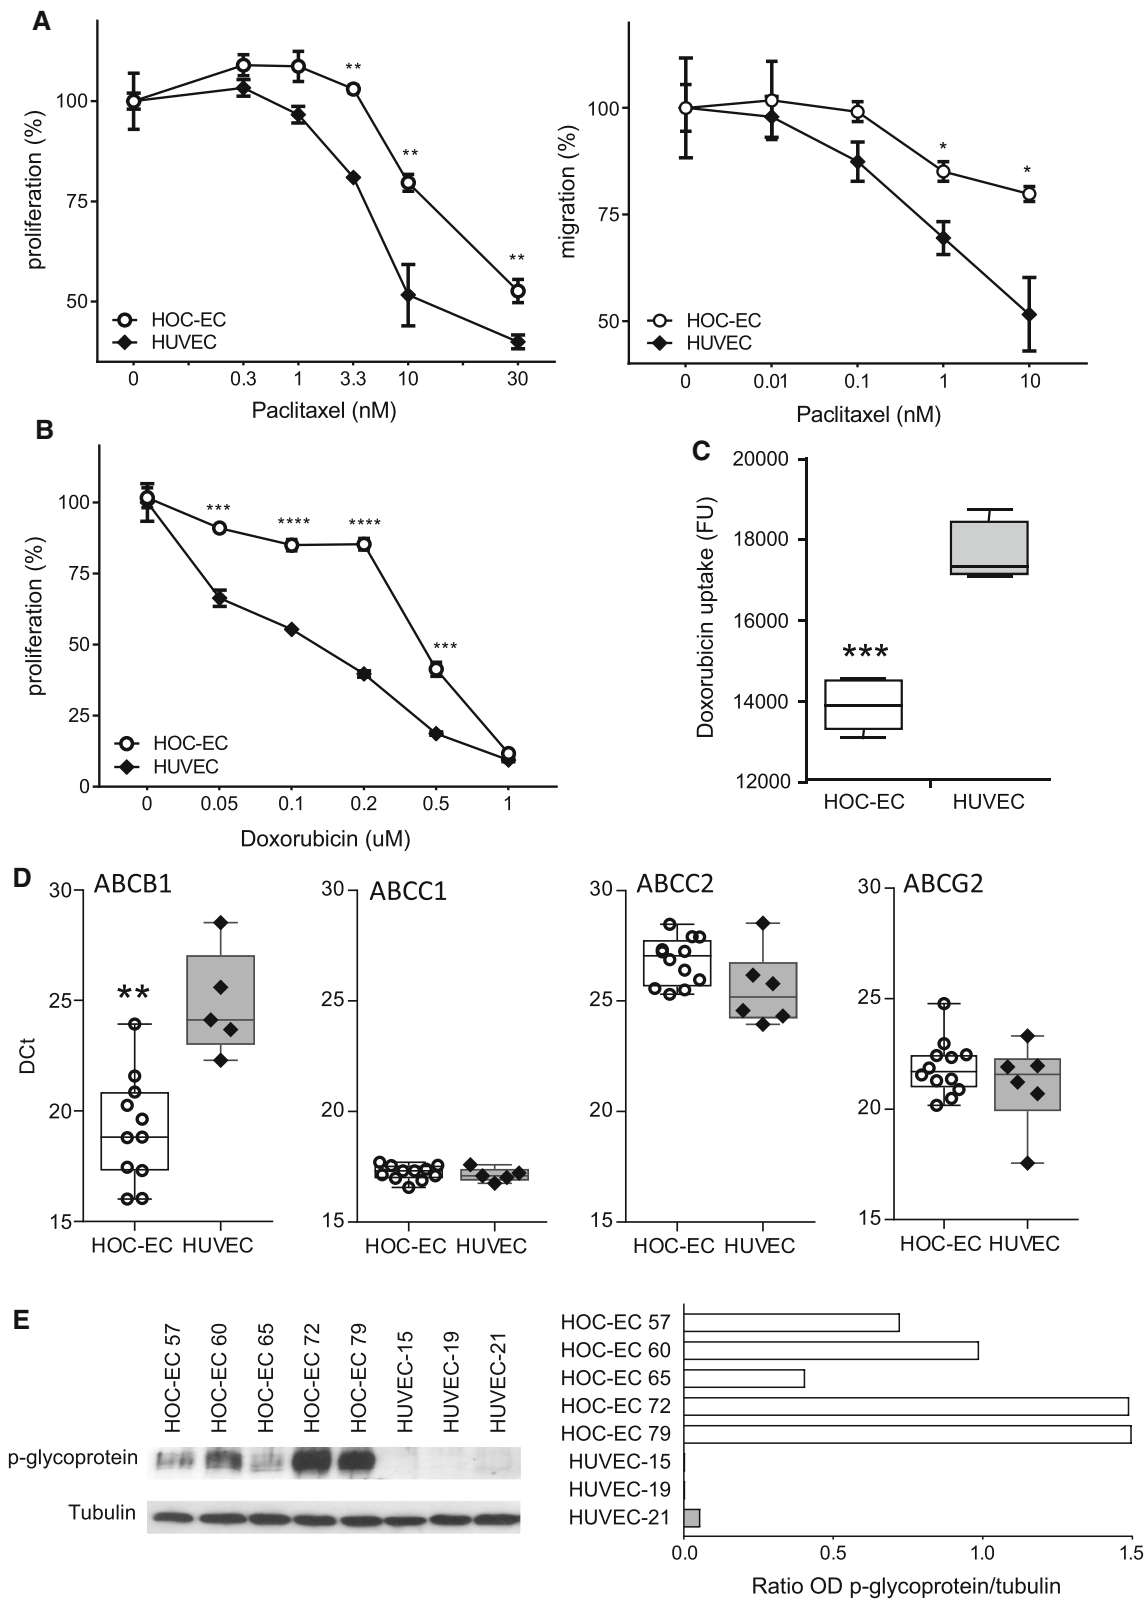 A
proliferation (%)
100
75
50
** ** **
HOC-EC
HUVEC
0 0.3 1 3.3 10 30
Paclitaxel (nM)
migration (%)
100
75
50
* *
HOC-EC
HUVEC
0 0.01 0.1 1 10
Paclitaxel (nM)
B
proliferation (%)
100
75
50
25
0
*** **** **** ***
HOC-EC
HUVEC
0 0.05 0.1 0.2 0.5 1
Doxorubicin (uM)
C
Doxorubicin uptake (FU)
20000
18000
16000
14000
12000
***
HOC-EC HUVEC
D
DCt
ABCB1
30
25
20
15
**
HOC-EC HUVEC
ABCC1
30
25
20
15
HOC-EC HUVEC
ABCC2
30
25
20
15
HOC-EC HUVEC
ABCG2
30
25
20
15
HOC-EC HUVEC
E
HOC-EC 57
HOC-EC 60
HOC-EC 65
HOC-EC 72
HOC-EC 79
HUVEC-15
HUVEC-19
HUVEC-21
p-glycoprotein
Tubulin
HOC-EC 57
HOC-EC 60
HOC-EC 65
HOC-EC 72
HOC-EC 79
HUVEC-15
HUVEC-19
HUVEC-21
0.0 0.5 1.0 1.5
Ratio OD p-glycoprotein/tubulin